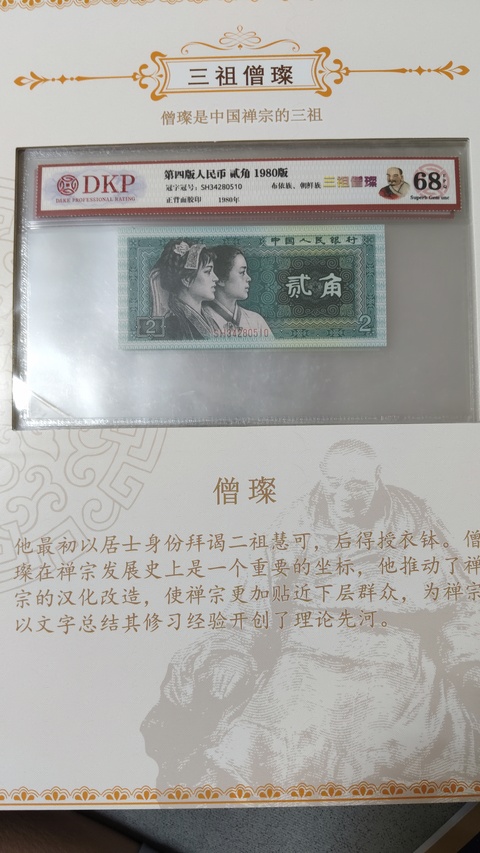 三祖僧璨
僧璨是中国禅宗的三祖
DKP
DAKE PROFESSIONAL RATING
第四版人民币 贰角 1980版
冠字冠号：SH34280510
正背面胶印 1980年
布依族、朝鲜族
三祖僧璨
68
Superb Gem Unc
中国人民银行
贰角
2
2
SH34280510
僧璨
他最初以居士身份拜谒二祖慧可，后得授衣钵。僧
璨在禅宗发展史上是一个重要的坐标，他推动了禅
宗的汉化改造，使禅宗更加贴近下层群众，为禅宗
以文字总结其修习经验开创了理论先河。